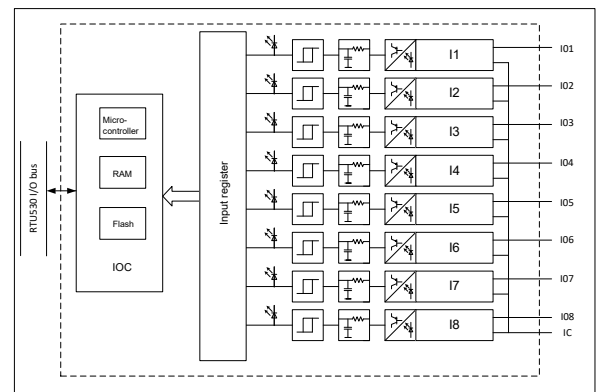 I1
I01
I2
I02
I3
I03
I4
I04
I5
I05
I6
I06
I7
I07
I8
I08
IC
Micro-
controller
RAM
Flash
IOC
RTU530 I/O bus
Input register